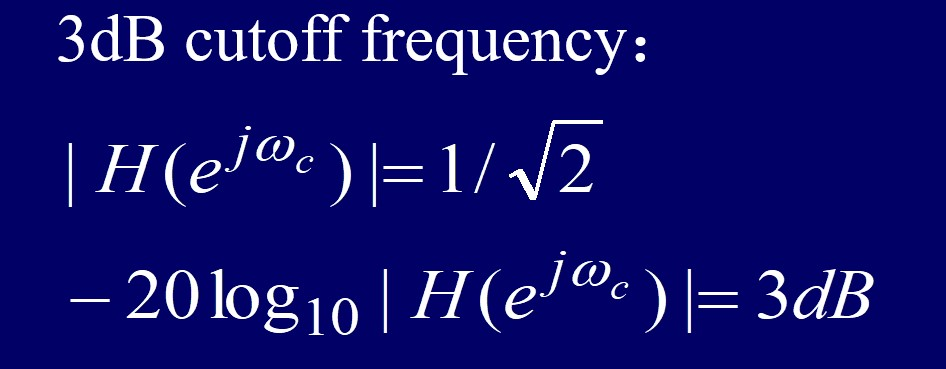 3dB cutoff frequency：
| H(e^{jω_c}) |= 1/ √2
− 20 log_{10} | H(e^{jω_c}) |= 3dB